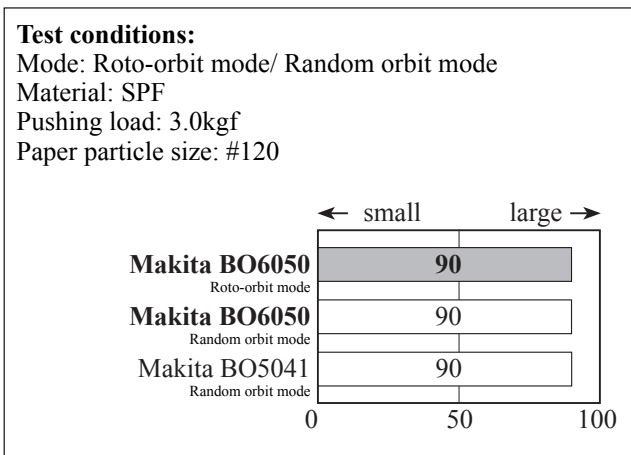 Test conditions:
Mode: Roto-orbit mode/ Random orbit mode
Material: SPF
Pushing load: 3.0kgf
Paper particle size: #120
← small large →
Makita BO6050 90
Roto-orbit mode
Makita BO6050 90
Random orbit mode
Makita BO5041 90
Random orbit mode
0 50 100